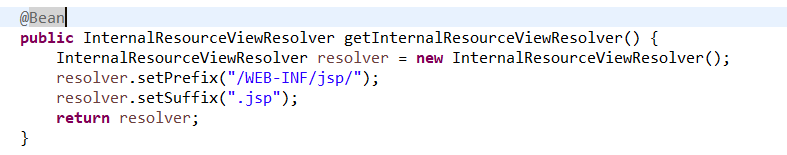 @Bean
public InternalResourceViewResolver getInternalResourceViewResolver() {
    InternalResourceViewResolver resolver = new InternalResourceViewResolver();
    resolver.setPrefix("/WEB-INF/jsp/");
    resolver.setSuffix(".jsp");
    return resolver;
}